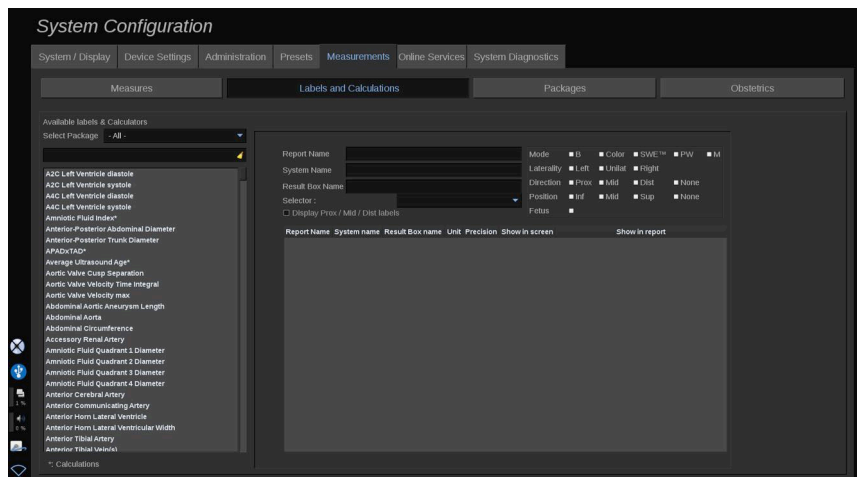 System Configuration
System / Display Device Settings Administration Presets Measurements Online Services System Diagnostics
Measures Labels and Calculations Packages Obstetrics
Available labels & Calculators
Select Package - All -
A2C Left Ventricle diastole
A2C Left Ventricle systole
A4C Left Ventricle diastole
A4C Left Ventricle systole
Amniotic Fluid Index*
Anterior-Posterior Abdominal Diameter
Anterior-Posterior Trunk Diameter
APADxTAD*
Average Ultrasound Age*
Aortic Valve Cusp Separation
Aortic Valve Velocity Time Integral
Aortic Valve Velocity max
Abdominal Aortic Aneurysm Length
Abdominal Aorta
Abdominal Circumference
Accessory Renal Artery
Amniotic Fluid Quadrant 1 Diameter
Amniotic Fluid Quadrant 2 Diameter
Amniotic Fluid Quadrant 3 Diameter
Amniotic Fluid Quadrant 4 Diameter
Anterior Cerebral Artery
Anterior Communicating Artery
Anterior Horn Lateral Ventricle
Anterior Horn Lateral Ventricular Width
Anterior Tibial Artery
Anterior Tibial Vein(s)
*: Calculations
Report Name
System Name
Result Box Name
Selector :
Display Prox / Mid / Dist labels
Mode B Color SWE™ PW M
Laterality Left Unilat Right
Direction Prox Mid Dist None
Position Inf Mid Sup None
Fetus
Report Name System name Result Box name Unit Precision Show in screen Show in report
1 %